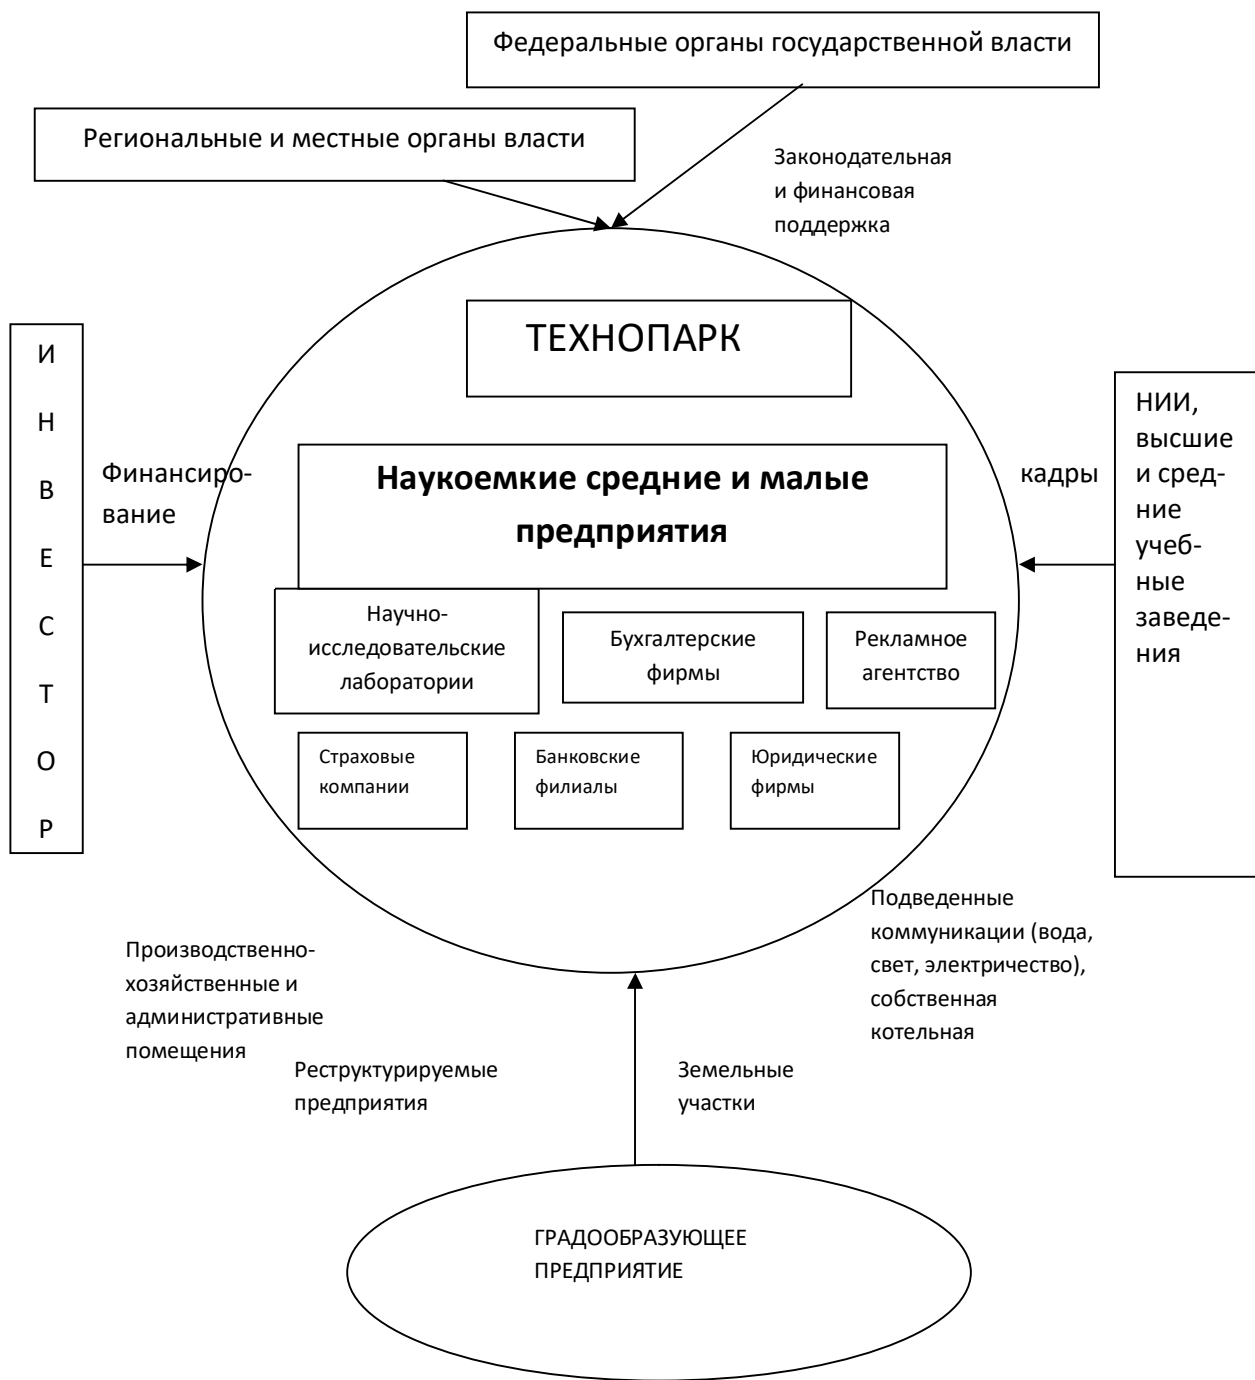 Федеральные органы государственной власти
Региональные и местные органы власти
Законодательная
и финансовая
поддержка
ТЕХНОПАРК
И
Н
В
Е
С
Т
О
Р
Финансиро-
вание
Наукоемкие средние и малые
предприятия
кадры
НИИ,
высшие
и сред-
ние
учеб-
ные
заведе-
ния
Научно-
исследовательские
лаборатории
Бухгалтерские
фирмы
Рекламное
агентство
Страховые
компании
Банковские
филиалы
Юридические
фирмы
Подведенные
коммуникации (вода,
свет, электричество),
собственная
котельная
Производственно-
хозяйственные и
административные
помещения
Реструктурируемые
предприятия
Земельные
участки
ГРАДООБРАЗУЮЩЕЕ
ПРЕДПРИЯТИЕ